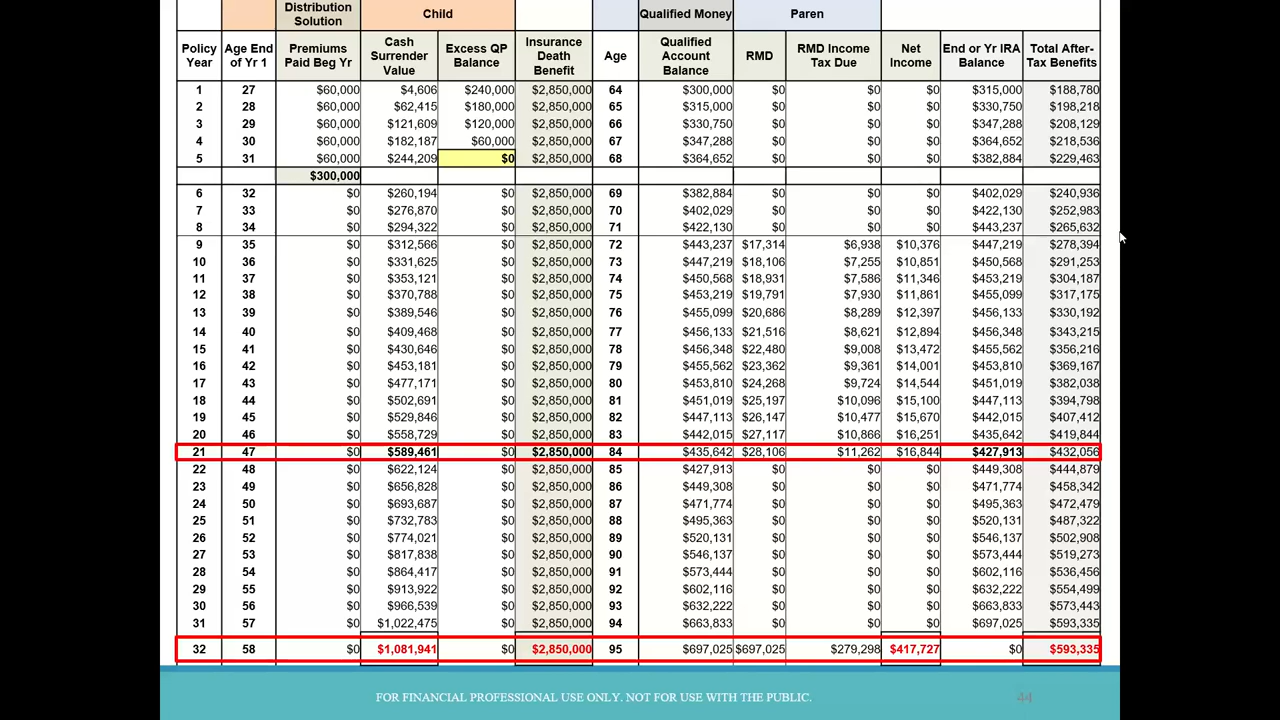 Distribution Solution Child Qualified Money Paren
Policy Year Age End of Yr 1 Premiums Paid Beg Yr Cash Surrender Value Excess QP Balance Insurance Death Benefit Age Qualified Account Balance RMD RMD Income Tax Due Net Income End or Yr IRA Balance Total After-Tax Benefits
1 27 $60,000 $4,606 $240,000 $2,850,000 64 $300,000 $0 $0 $0 $315,000 $188,780
2 28 $60,000 $62,415 $180,000 $2,850,000 65 $315,000 $0 $0 $0 $330,750 $198,218
3 29 $60,000 $121,609 $120,000 $2,850,000 66 $330,750 $0 $0 $0 $347,288 $208,129
4 30 $60,000 $182,187 $60,000 $2,850,000 67 $347,288 $0 $0 $0 $364,652 $218,536
5 31 $60,000 $244,209 $0 $2,850,000 68 $364,652 $0 $0 $0 $382,884 $229,463
$300,000
6 32 $0 $260,194 $0 $2,850,000 69 $382,884 $0 $0 $0 $402,029 $240,936
7 33 $0 $276,870 $0 $2,850,000 70 $402,029 $0 $0 $0 $422,130 $252,983
8 34 $0 $294,322 $0 $2,850,000 71 $422,130 $0 $0 $0 $443,237 $265,632
9 35 $0 $312,566 $0 $2,850,000 72 $443,237 $17,314 $6,938 $10,376 $447,219 $278,394
10 36 $0 $331,625 $0 $2,850,000 73 $447,219 $18,106 $7,255 $10,851 $450,568 $291,253
11 37 $0 $353,121 $0 $2,850,000 74 $450,568 $18,931 $7,586 $11,346 $453,219 $304,187
12 38 $0 $370,788 $0 $2,850,000 75 $453,219 $19,791 $7,930 $11,861 $455,099 $317,175
13 39 $0 $389,546 $0 $2,850,000 76 $455,099 $20,686 $8,289 $12,397 $456,133 $330,192
14 40 $0 $409,468 $0 $2,850,000 77 $456,133 $21,516 $8,621 $12,894 $456,348 $343,215
15 41 $0 $430,646 $0 $2,850,000 78 $456,348 $22,480 $9,008 $13,472 $455,562 $356,216
16 42 $0 $453,181 $0 $2,850,000 79 $455,562 $23,362 $9,361 $14,001 $453,810 $369,167
17 43 $0 $477,171 $0 $2,850,000 80 $453,810 $24,268 $9,724 $14,544 $451,019 $382,038
18 44 $0 $502,691 $0 $2,850,000 81 $451,019 $25,197 $10,096 $15,100 $447,113 $394,798
19 45 $0 $529,846 $0 $2,850,000 82 $447,113 $26,147 $10,477 $15,670 $442,015 $407,412
20 46 $0 $558,729 $0 $2,850,000 83 $442,015 $27,117 $10,866 $16,251 $435,642 $419,844
21 47 $0 $589,461 $0 $2,850,000 84 $435,642 $28,106 $11,262 $16,844 $427,913 $432,056
22 48 $0 $622,124 $0 $2,850,000 85 $427,913 $0 $0 $0 $449,308 $444,879
23 49 $0 $656,828 $0 $2,850,000 86 $449,308 $0 $0 $0 $471,774 $458,342
24 50 $0 $693,687 $0 $2,850,000 87 $471,774 $0 $0 $0 $495,363 $472,479
25 51 $0 $732,783 $0 $2,850,000 88 $495,363 $0 $0 $0 $520,131 $487,322
26 52 $0 $774,021 $0 $2,850,000 89 $520,131 $0 $0 $0 $546,137 $502,908
27 53 $0 $817,838 $0 $2,850,000 90 $546,137 $0 $0 $0 $573,444 $519,273
28 54 $0 $864,417 $0 $2,850,000 91 $573,444 $0 $0 $0 $602,116 $536,456
29 55 $0 $913,922 $0 $2,850,000 92 $602,116 $0 $0 $0 $632,222 $554,499
30 56 $0 $966,539 $0 $2,850,000 93 $632,222 $0 $0 $0 $663,833 $573,443
31 57 $0 $1,022,475 $0 $2,850,000 94 $663,833 $0 $0 $0 $697,025 $593,335
32 58 $0 $1,081,941 $0 $2,850,000 95 $697,025 $697,025 $279,298 $417,727 $0 $593,335
FOR FINANCIAL PROFESSIONAL USE ONLY. NOT FOR USE WITH THE PUBLIC. 44